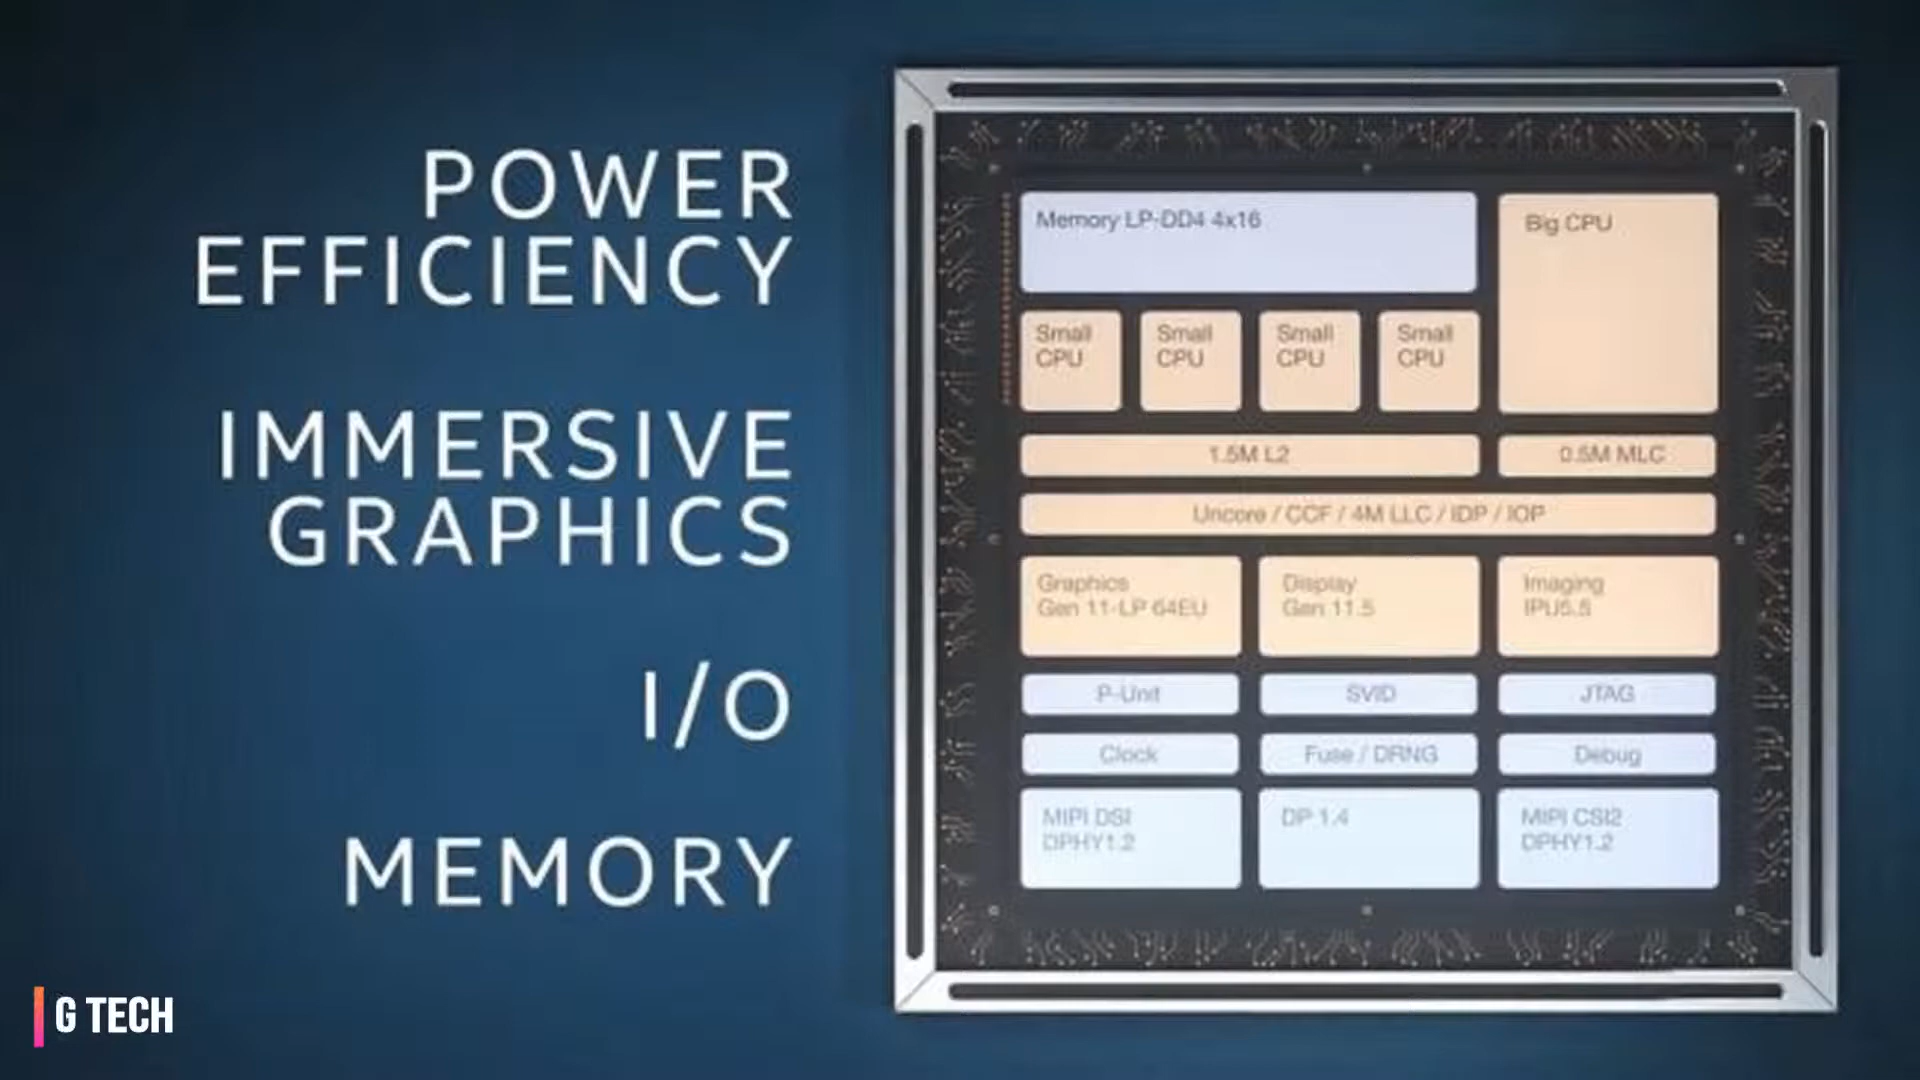 POWER
EFFICIENCY
IMMERSIVE
GRAPHICS
I/O
MEMORY
Memory LP-DD4 4x16
Big CPU
Small
CPU
Small
CPU
Small
CPU
Small
CPU
1.5M L2
0.5M MLC
Uncore / CCF / 4M LLC / IDP / IOP
Graphics
Gen 11-LP 64EU
Display
Gen 11.5
Imaging
IPU5.5
P-Unit
SVID
JTAG
Clock
Fuse / DRNG
Debug
MIPI DSI
DPHY1.2
DP 1.4
MIPI CSI2
DPHY1.2
G TECH